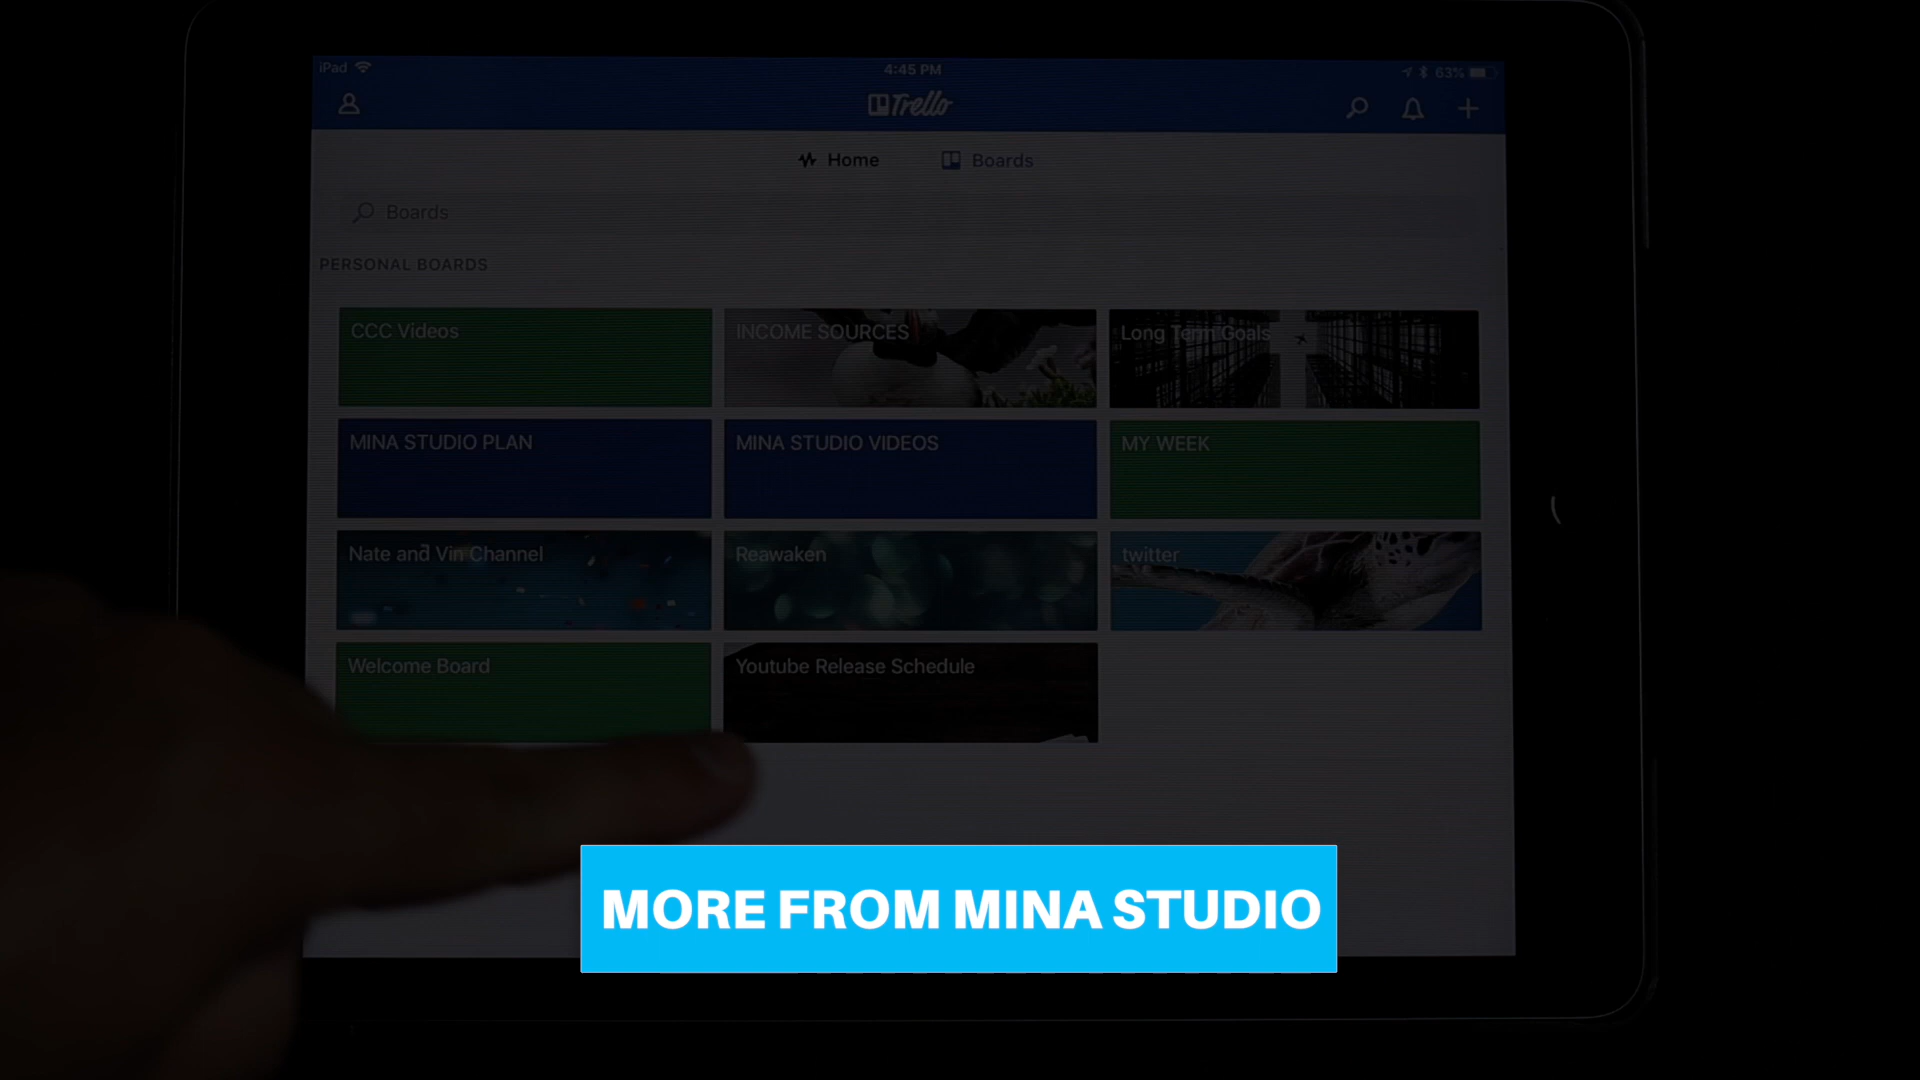 iPad
4:45 PM
63%
Trello
Home
Boards
Boards
PERSONAL BOARDS
CCC Videos
INCOME SOURCES
Long Term Goals
MINA STUDIO PLAN
MINA STUDIO VIDEOS
MY WEEK
Nate and Vin Channel
Reawaken
twitter
Welcome Board
Youtube Release Schedule
MORE FROM MINA STUDIO